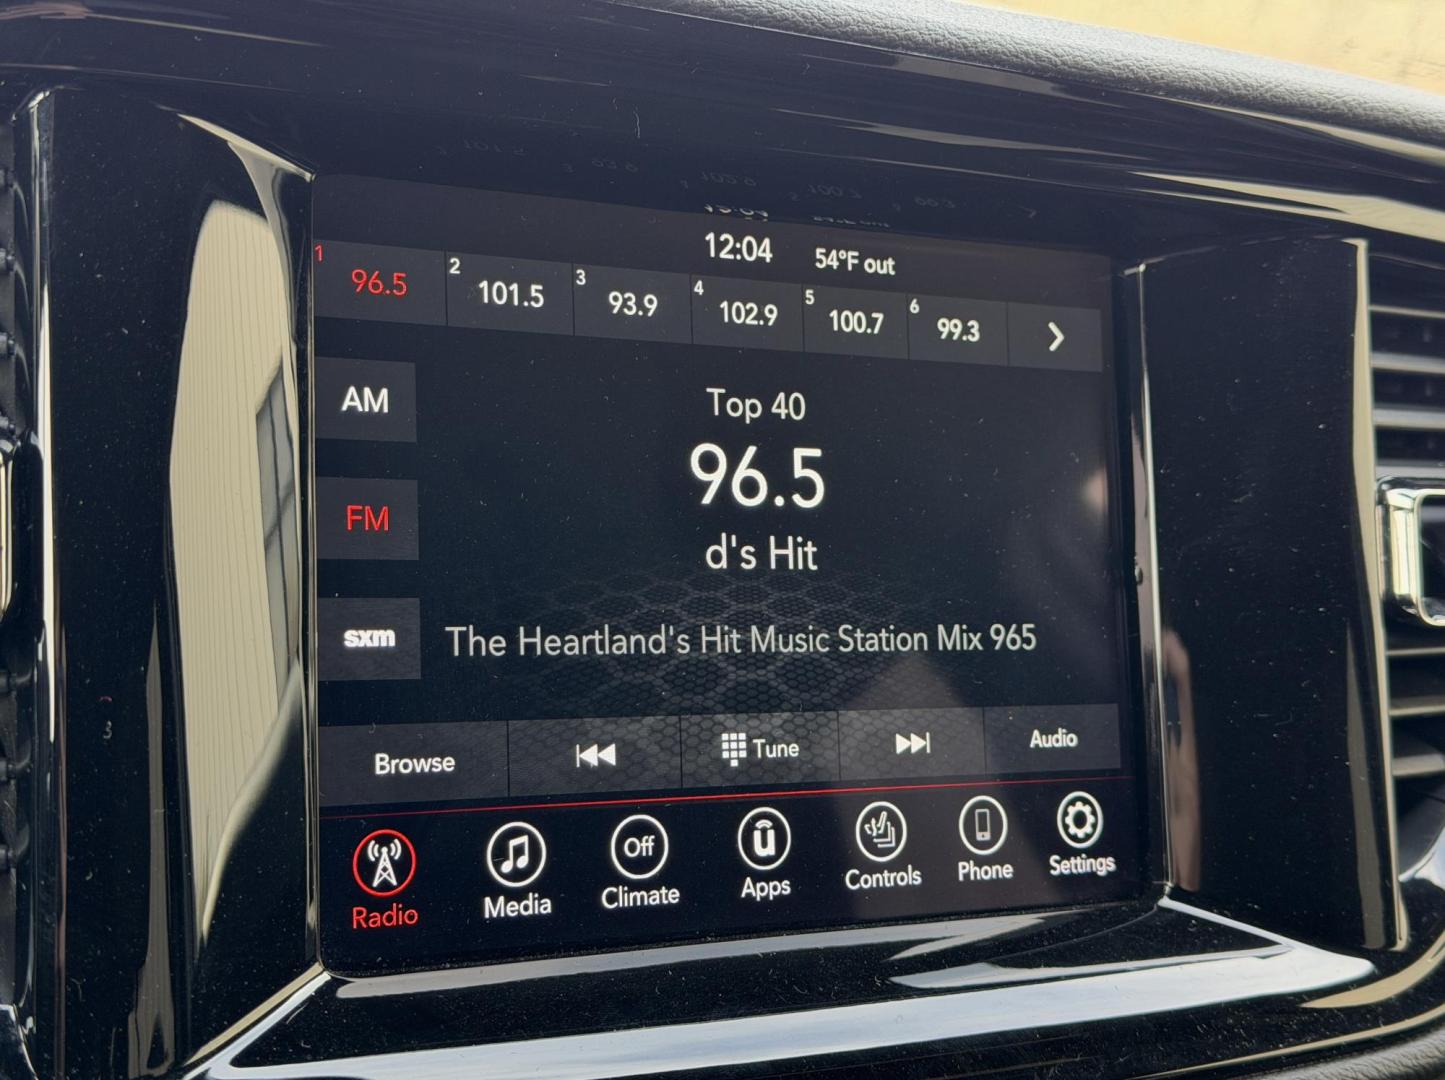 12:04 54°F out
1 96.5 2 101.5 3 93.9 4 102.9 5 100.7 6 99.3
AM
Top 40
96.5
FM
d's Hit
sxm
The Heartland's Hit Music Station Mix 965
Browse Tune Audio
Off
Radio Media Climate Apps Controls Phone Settings